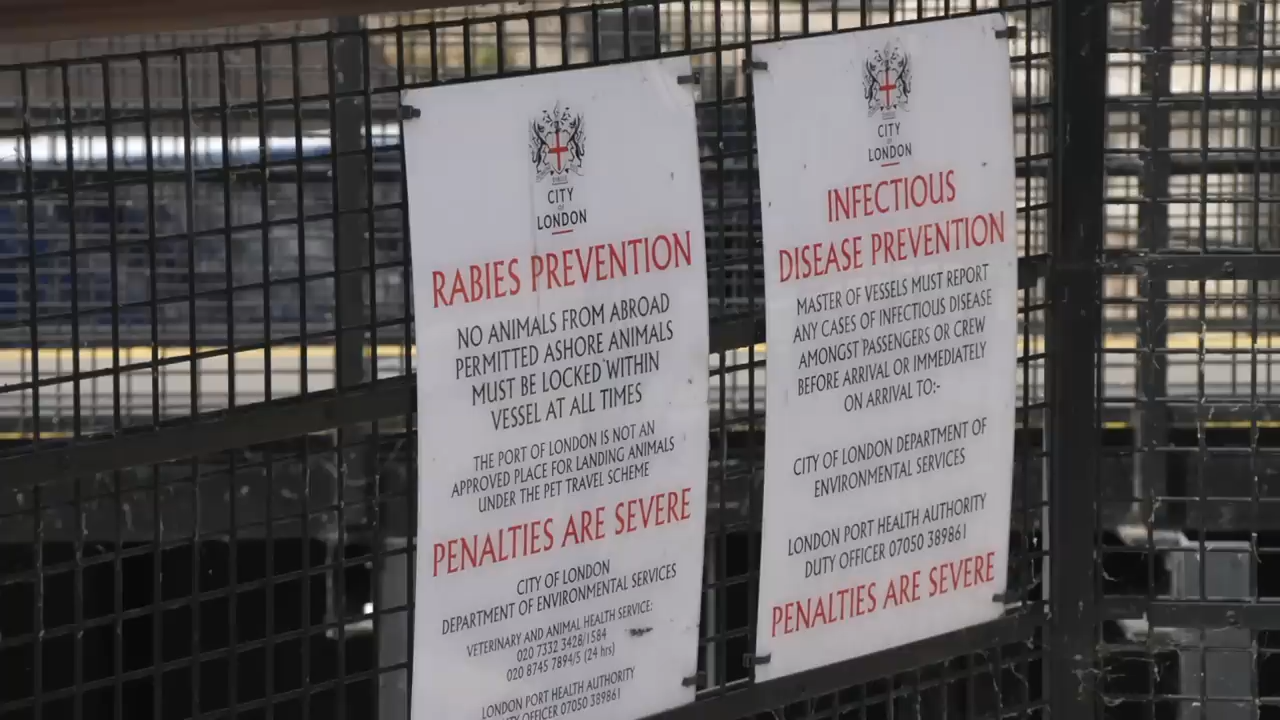 CITY
OF
LONDON
RABIES PREVENTION
NO ANIMALS FROM ABROAD
PERMITTED ASHORE ANIMALS
MUST BE LOCKED WITHIN
VESSEL AT ALL TIMES
THE PORT OF LONDON IS NOT AN
APPROVED PLACE FOR LANDING ANIMALS
UNDER THE PET TRAVEL SCHEME
PENALTIES ARE SEVERE
CITY OF LONDON
DEPARTMENT OF ENVIRONMENTAL SERVICES
VETERINARY AND ANIMAL HEALTH SERVICE:
020 7332 3428/1584
020 8745 7894/5 (24 hrs)
LONDON PORT HEALTH AUTHORITY
OFFICER 07050 389861
CITY
OF
LONDON
INFECTIOUS
DISEASE PREVENTION
MASTER OF VESSELS MUST REPORT
ANY CASES OF INFECTIOUS DISEASE
AMONGST PASSENGERS OR CREW
BEFORE ARRIVAL OR IMMEDIATELY
ON ARRIVAL TO:-
CITY OF LONDON DEPARTMENT OF
ENVIRONMENTAL SERVICES
LONDON PORT HEALTH AUTHORITY
DUTY OFFICER 07050 389861
PENALTIES ARE SEVERE